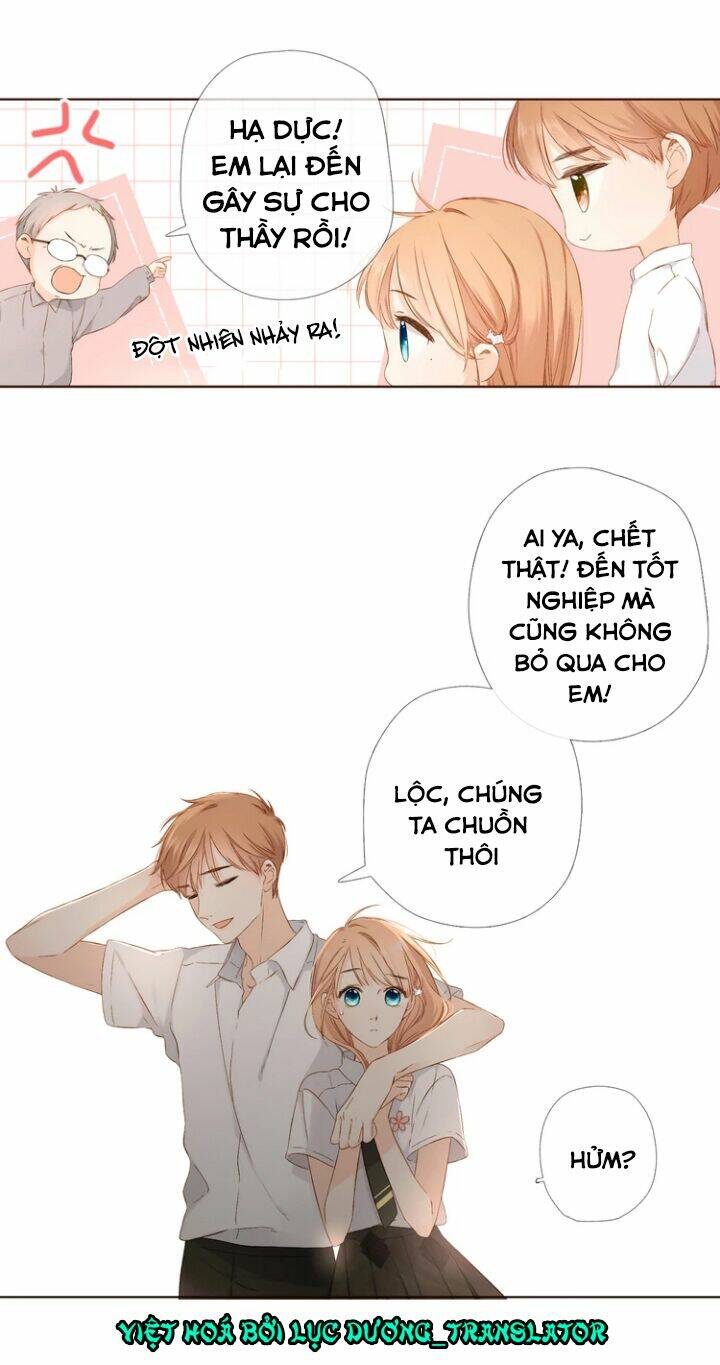 HẠ DỰC!
EM LẠI ĐẾN
GÂY SỰ CHO
THẦY RỒI!
ĐỘT NHIÊN NHẢY RA!
AI YA, CHẾT
THẬT! ĐẾN TỐT
NGHIỆP MÀ
CŨNG KHÔNG
BỎ QUA CHO
EM!
LỘC, CHÚNG
TA CHUỒN
THÔI
HỬM?
VIỆT HOÁ BỞI LỤC DƯƠNG_TRANSLATOR